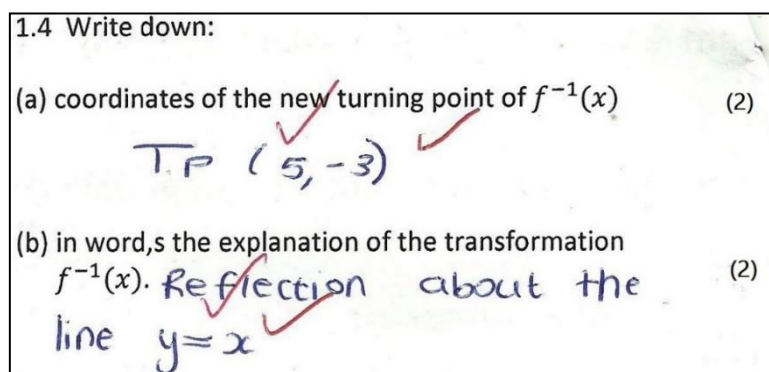 1.4 Write down:
(a) coordinates of the new turning point of f⁻¹(x) (2)
T.P (5,-3)
(b) in word,s the explanation of the transformation
f⁻¹(x). Reflection about the (2)
line y=x